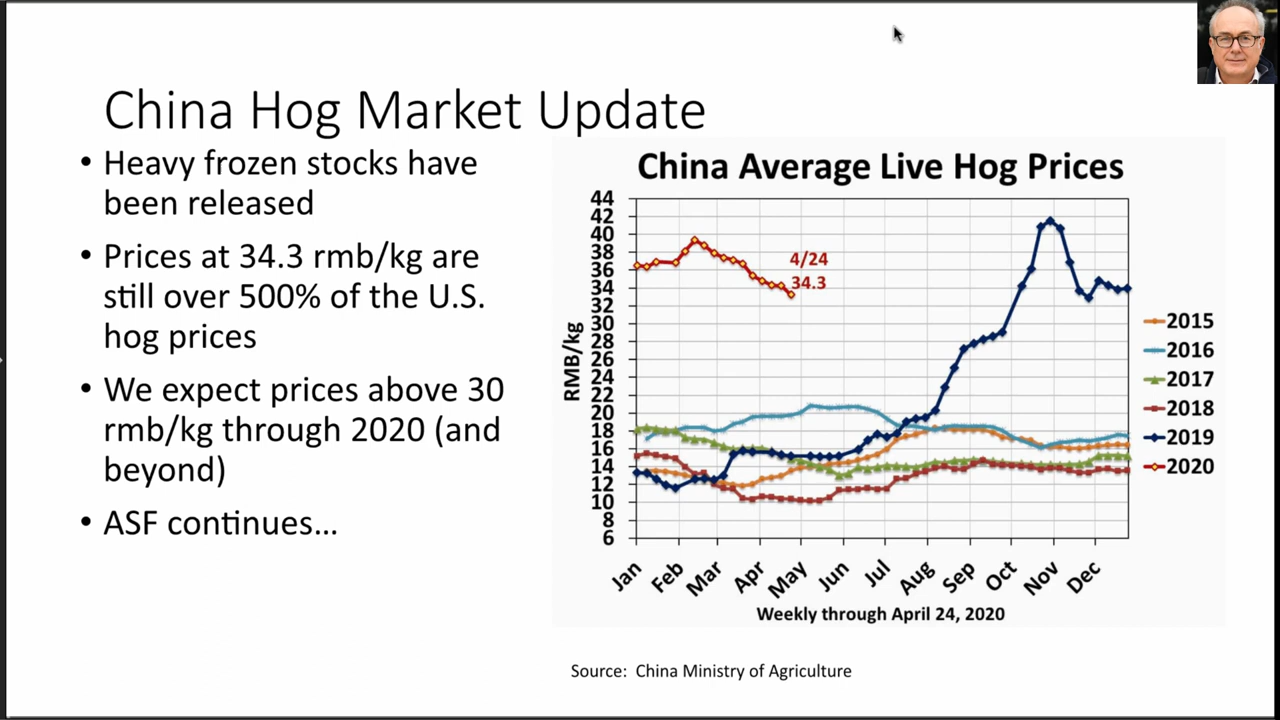 China Hog Market Update
• Heavy frozen stocks have
been released
• Prices at 34.3 rmb/kg are
still over 500% of the U.S.
hog prices
• We expect prices above 30
rmb/kg through 2020 (and
beyond)
• ASF continues...
China Average Live Hog Prices
RMB/kg
44
42
40
38
36
34
32
30
28
26
24
22
20
18
16
14
12
10
8
6
4/24
34.3
Jan
Feb
Mar
Apr
May
Jun
Jul
Aug
Sep
Oct
Nov
Dec
Weekly through April 24, 2020
2015
2016
2017
2018
2019
2020
Source: China Ministry of Agriculture